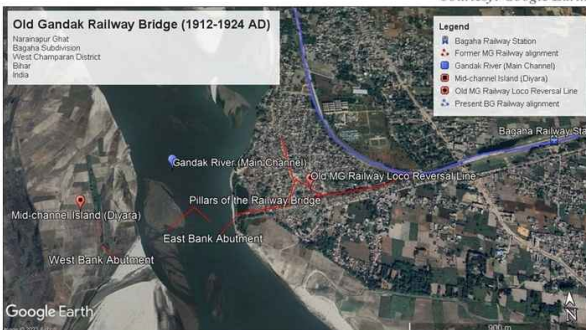 Old Gandak Railway Bridge (1912-1924 AD)
Narainapur Ghat
Bagaha Subdivision
West Champaran District
Bihar
India
Legend
Bagaha Railway Station
Former MG Railway alignment
Gandak River (Main Channel)
Mid-channel Island (Diyara)
Old MG Railway Loco Reversal Line
Present BG Railway alignment
Bagaha Railway Sta
Gandak River (Main Channel)
Old MG Railway Loco Reversal Line
Pillars of the Railway Bridge
Mid-channel Island (Diyara)
East Bank Abutment
West Bank Abutment
Google Earth
900 m
N